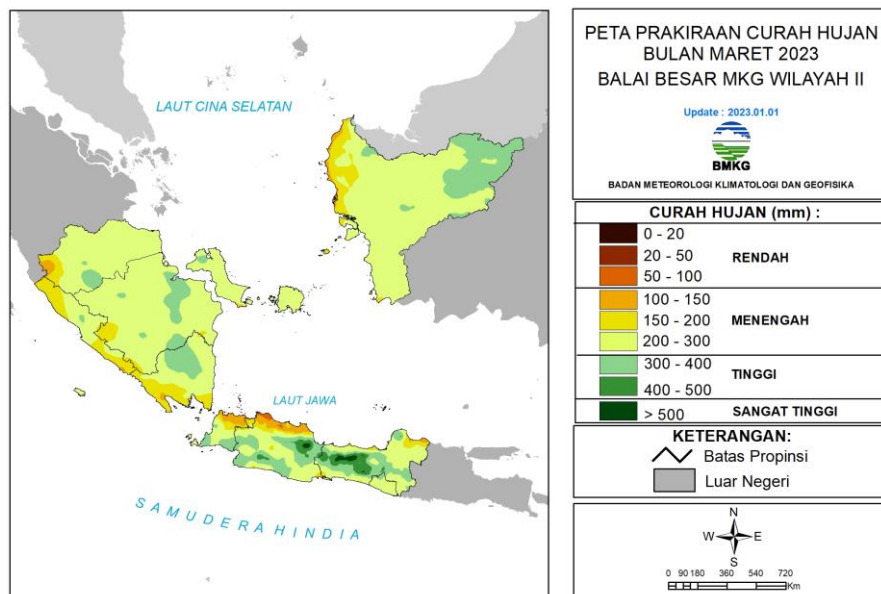 LAUT CINA SELATAN
LAUT JAWA
SAMUDERA HINDIA
PETA PRAKIRAAN CURAH HUJAN
BULAN MARET 2023
BALAI BESAR MKG WILAYAH II
Update : 2023.01.01
BMKG
BADAN METEOROLOGI KLIMATOLOGI DAN GEOFISIKA
CURAH HUJAN (mm) :
0 - 20
20 - 50
50 - 100
RENDAH
100 - 150
150 - 200
200 - 300
MENENGAH
300 - 400
400 - 500
TINGGI
> 500
SANGAT TINGGI
KETERANGAN:
Batas Propinsi
Luar Negeri
N
W
E
S
0 90 180 360 540 720
Km